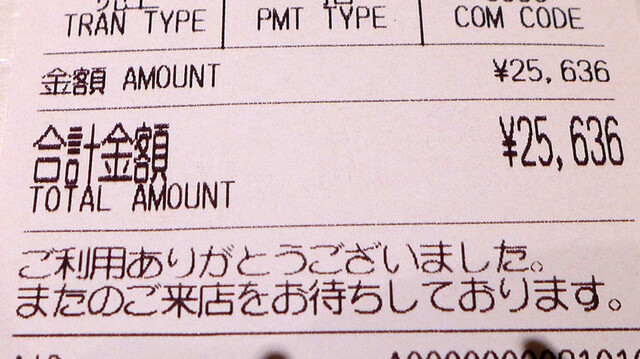 TRAN TYPE PMT TYPE COM CODE
金額 AMOUNT ¥25,636
合計金額 ¥25,636
TOTAL AMOUNT
ご利用ありがとうございました。
またのご来店をお待ちしております。